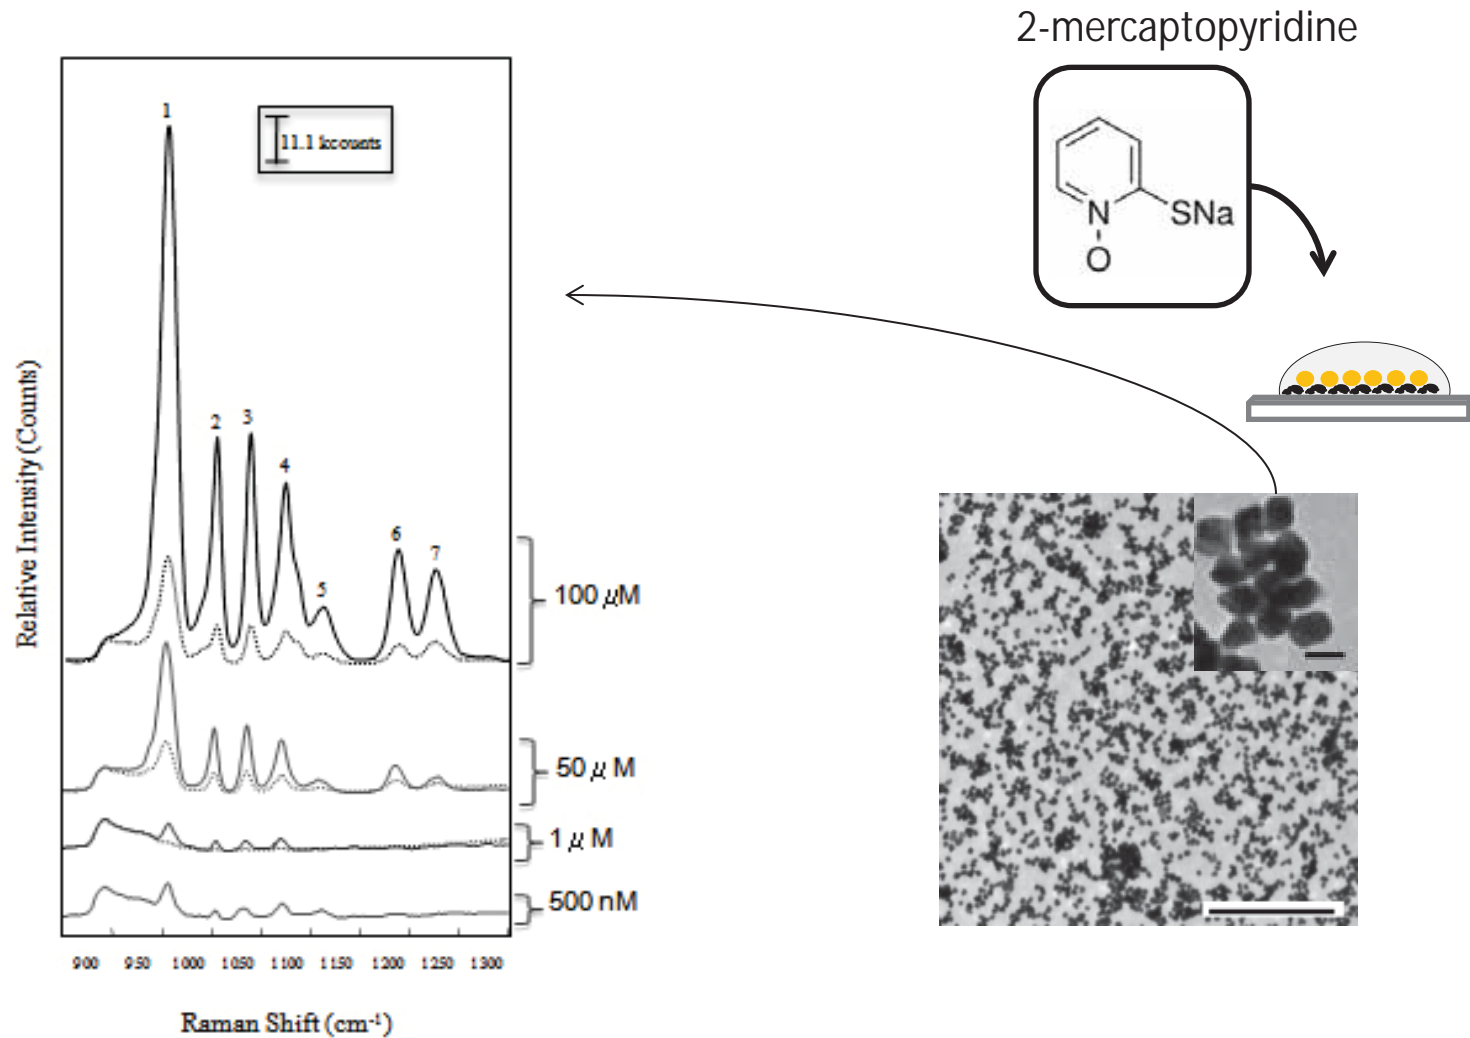 2-mercaptopyridine
1
11.1 kcounts
N
SNa
O
2
3
4
5
6
7
Relative Intensity (Counts)
100 μM
50 μ M
1 μ M
500 nM
900 950 1000 1050 1100 1150 1200 1250 1300
Raman Shift (cm⁻¹)